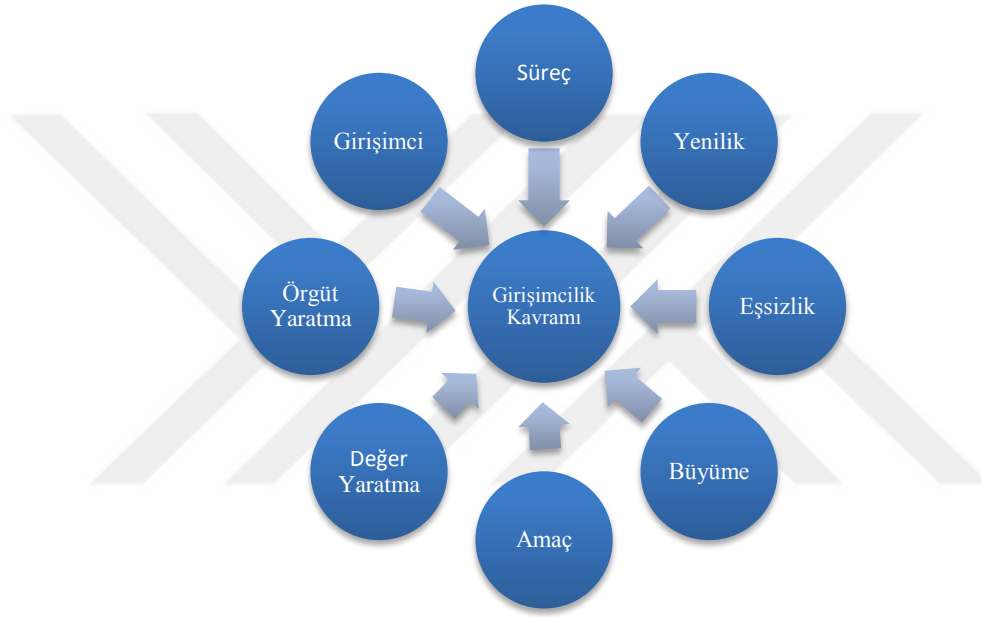 Süreç
Girişimci
Yenilik
Örgüt
Yaratma
Girişimcilik
Kavramı
Eşsizlik
Değer
Yaratma
Büyüme
Amaç